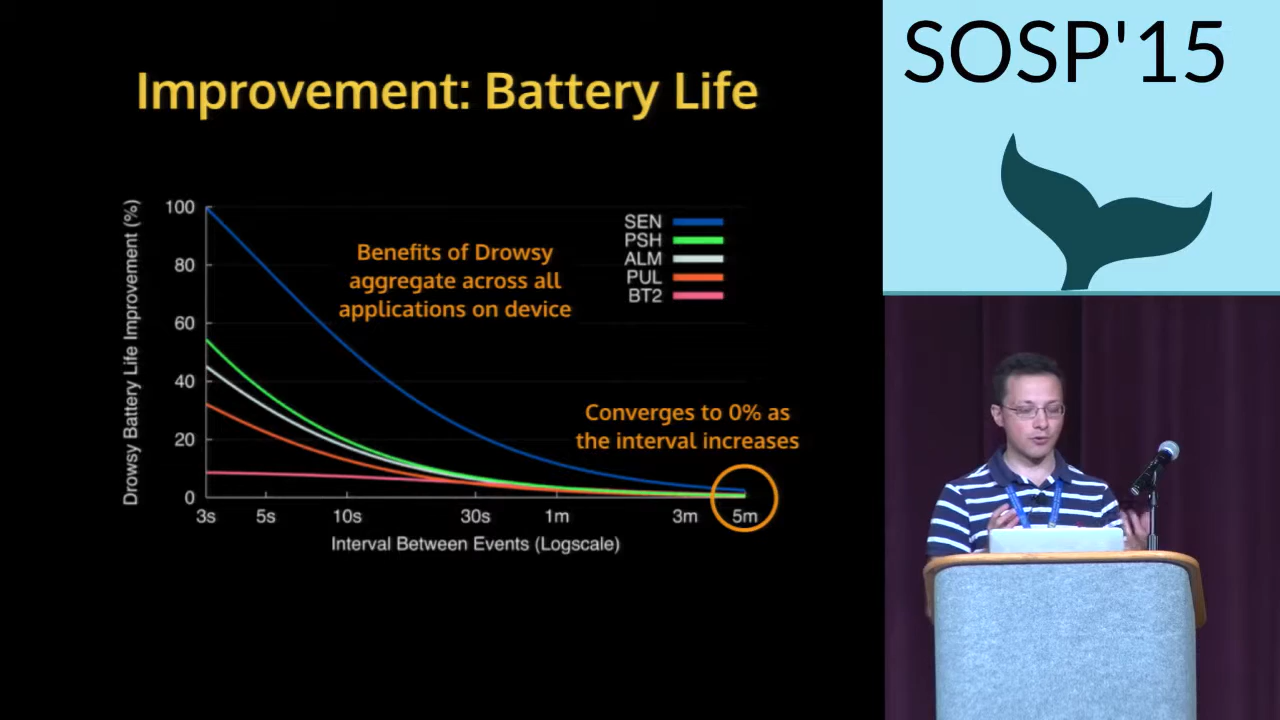 Improvement: Battery Life
Drowsy Battery Life Improvement (%)
100
80
60
40
20
0
Benefits of Drowsy
aggregate across all
applications on device
SEN
PSH
ALM
PUL
BT2
Converges to 0% as
the interval increases
3s 5s 10s 30s 1m 3m 5m
Interval Between Events (Logscale)
SOSP'15